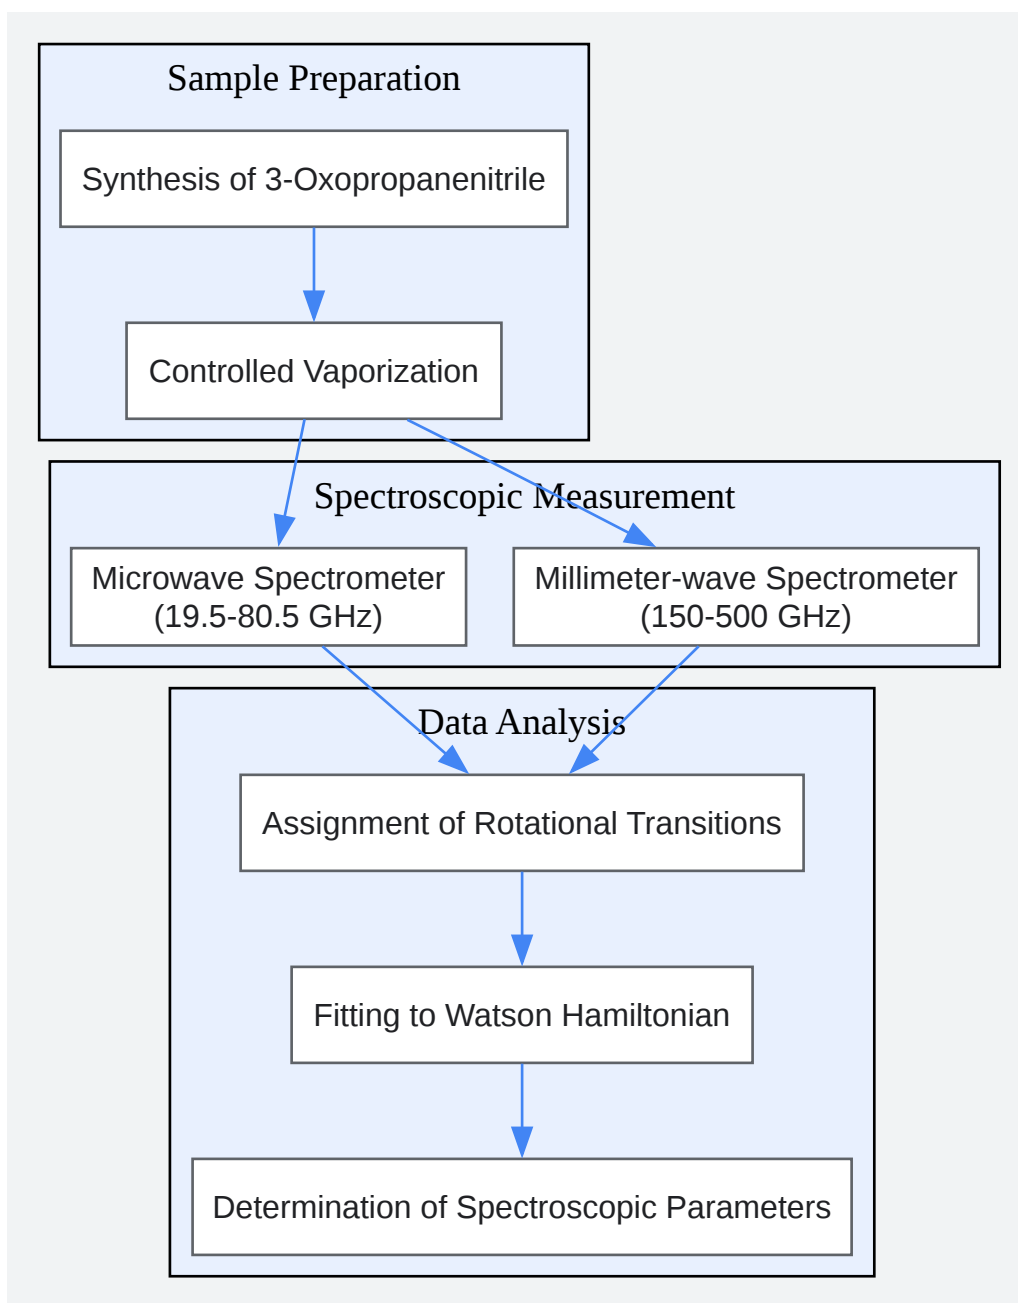 Sample Preparation
Synthesis of 3-Oxopropanenitrile
Controlled Vaporization
Spectroscopic Measurement
Microwave Spectrometer
(19.5-80.5 GHz)
Millimeter-wave Spectrometer
(150-500 GHz)
Data Analysis
Assignment of Rotational Transitions
Fitting to Watson Hamiltonian
Determination of Spectroscopic Parameters